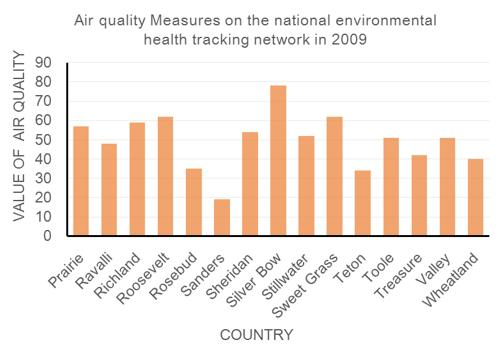 Air quality Measures on the national environmental
health tracking network in 2009
VALUE OF AIR QUALITY
90
80
70
60
50
40
30
20
10
0
Prairie
Ravalli
Richland
Roosevelt
Rosebud
Sanders
Sheridan
Silver Bow
Stillwater
Sweet Grass
Teton
Toole
Treasure
Valley
Wheatland
COUNTRY